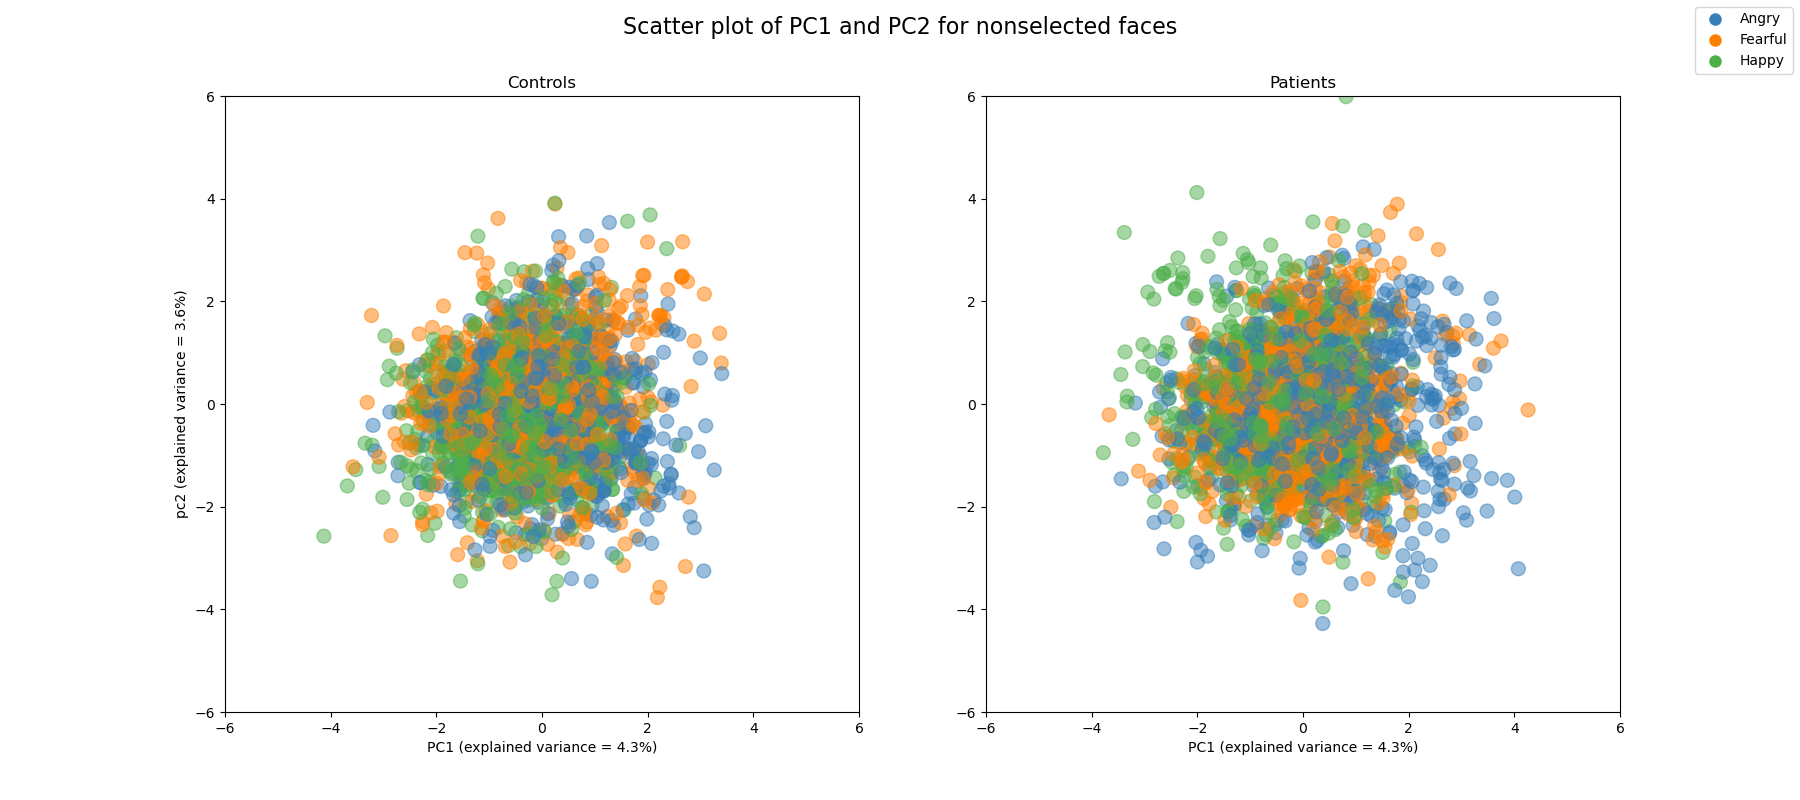 Scatter plot of PC1 and PC2 for nonselected faces
Angry
Fearful
Happy
Controls
6
4
2
0
−2
−4
−6
pc2 (explained variance = 3.6%)
−6 −4 −2 0 2 4 6
PC1 (explained variance = 4.3%)
Patients
6
4
2
0
−2
−4
−6
−6 −4 −2 0 2 4 6
PC1 (explained variance = 4.3%)